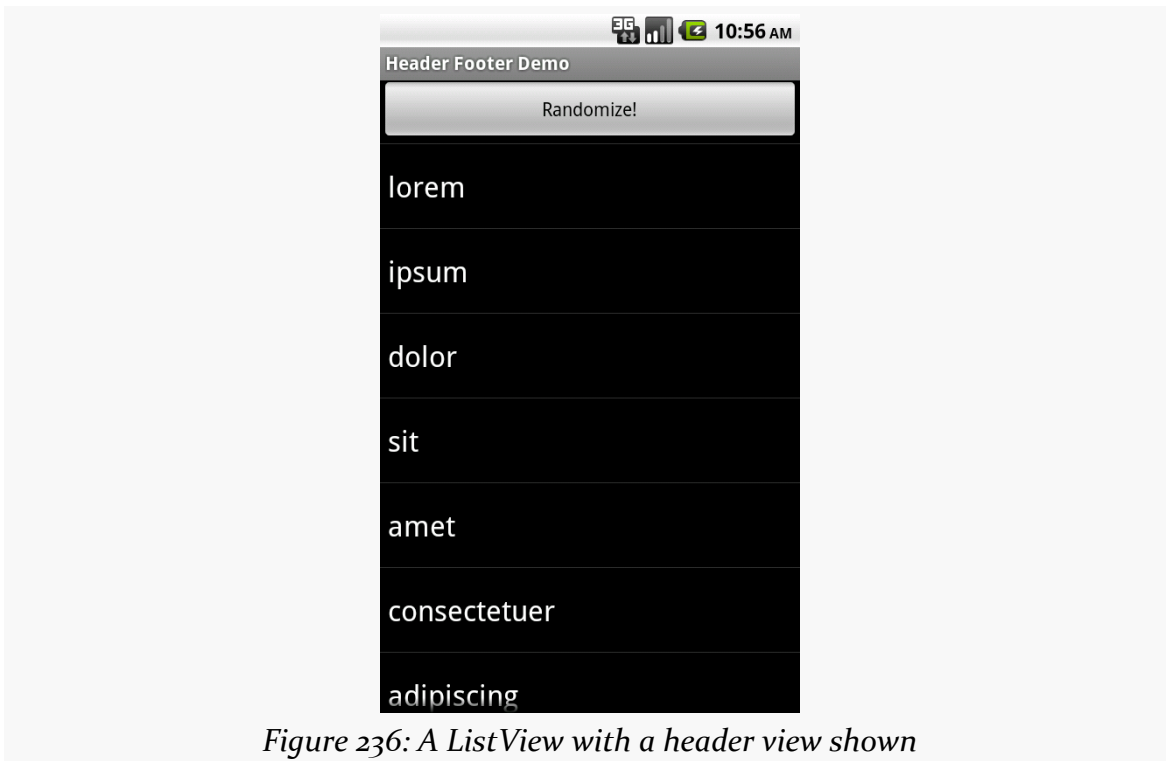 3G 10:56 AM
Header Footer Demo
Randomize!
lorem
ipsum
dolor
sit
amet
consectetuer
adipiscing
Figure 236: A ListView with a header view shown